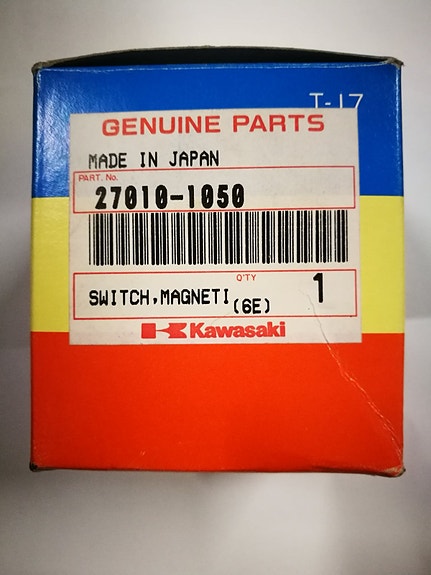 T-17
GENUINE PARTS
MADE IN JAPAN
PART. No.
27010-1050
Q'TY
SWITCH,MAGNETI (6E) 1
Kawasaki